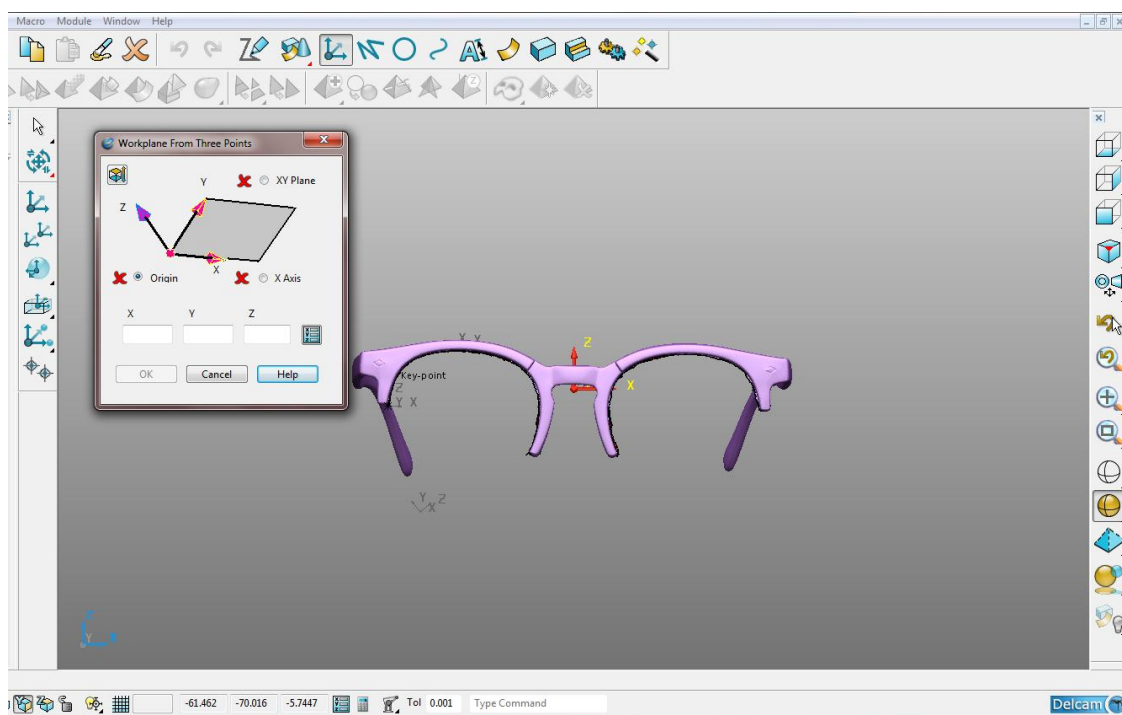 Macro Module Window Help
Workplane From Three Points
Y
XY Plane
Z
X
Origin
X Axis
X Y Z
OK Cancel Help
X Y
Z
Key-point
X
Z
Y X
Y Z
X
Y
-61.462 -70.016 -5.7447 Tol 0.001 Type Command
Delcam